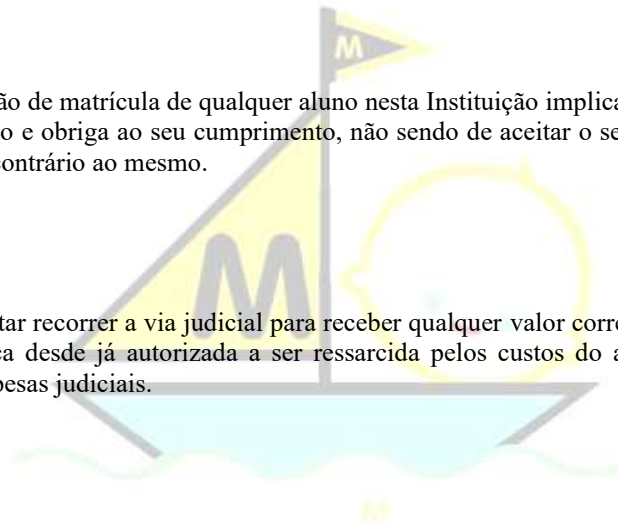 M
ão de matrícula de qualquer aluno nesta Instituição implica
o e obriga ao seu cumprimento, não sendo de aceitar o se
contrário ao mesmo.
M
tar recorrer a via judicial para receber qualquer valor corre
ca desde já autorizada a ser ressarcida pelos custos do a
pesas judiciais.
M